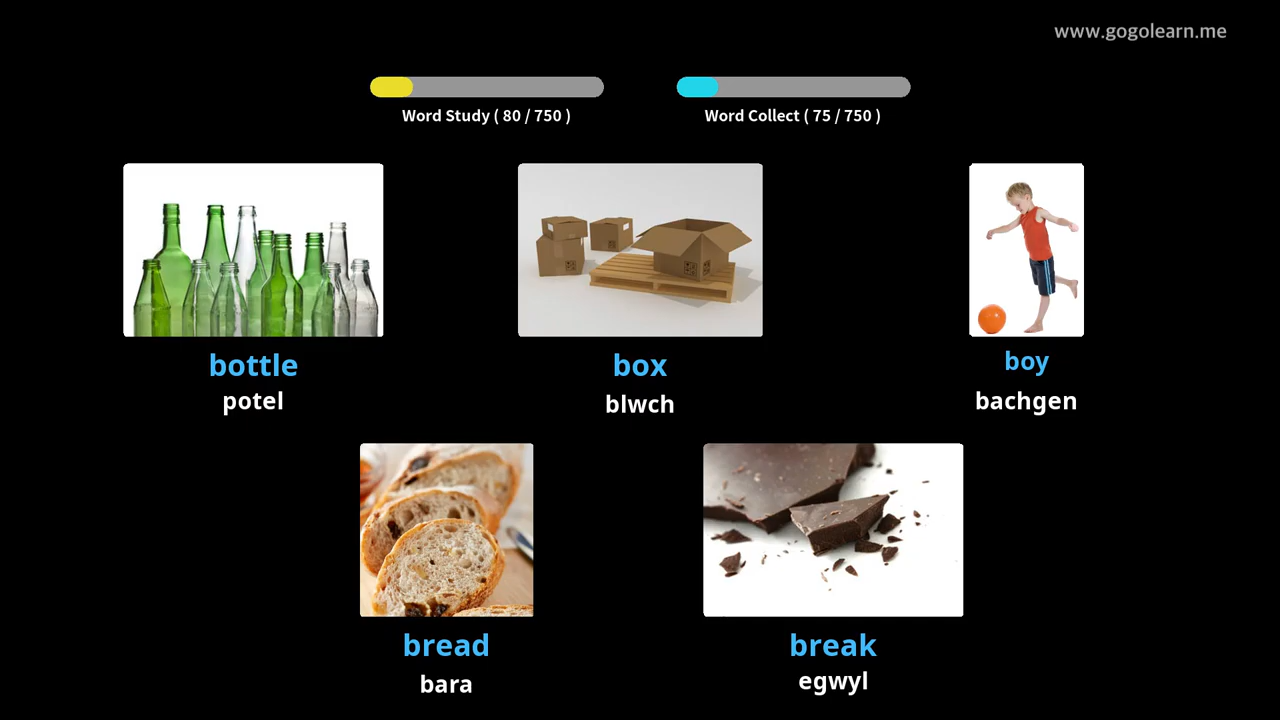 www.gogolearn.me
Word Study ( 80 / 750 )
Word Collect ( 75 / 750 )
bottle
potel
box
blwch
boy
bachgen
bread
bara
break
egwyl